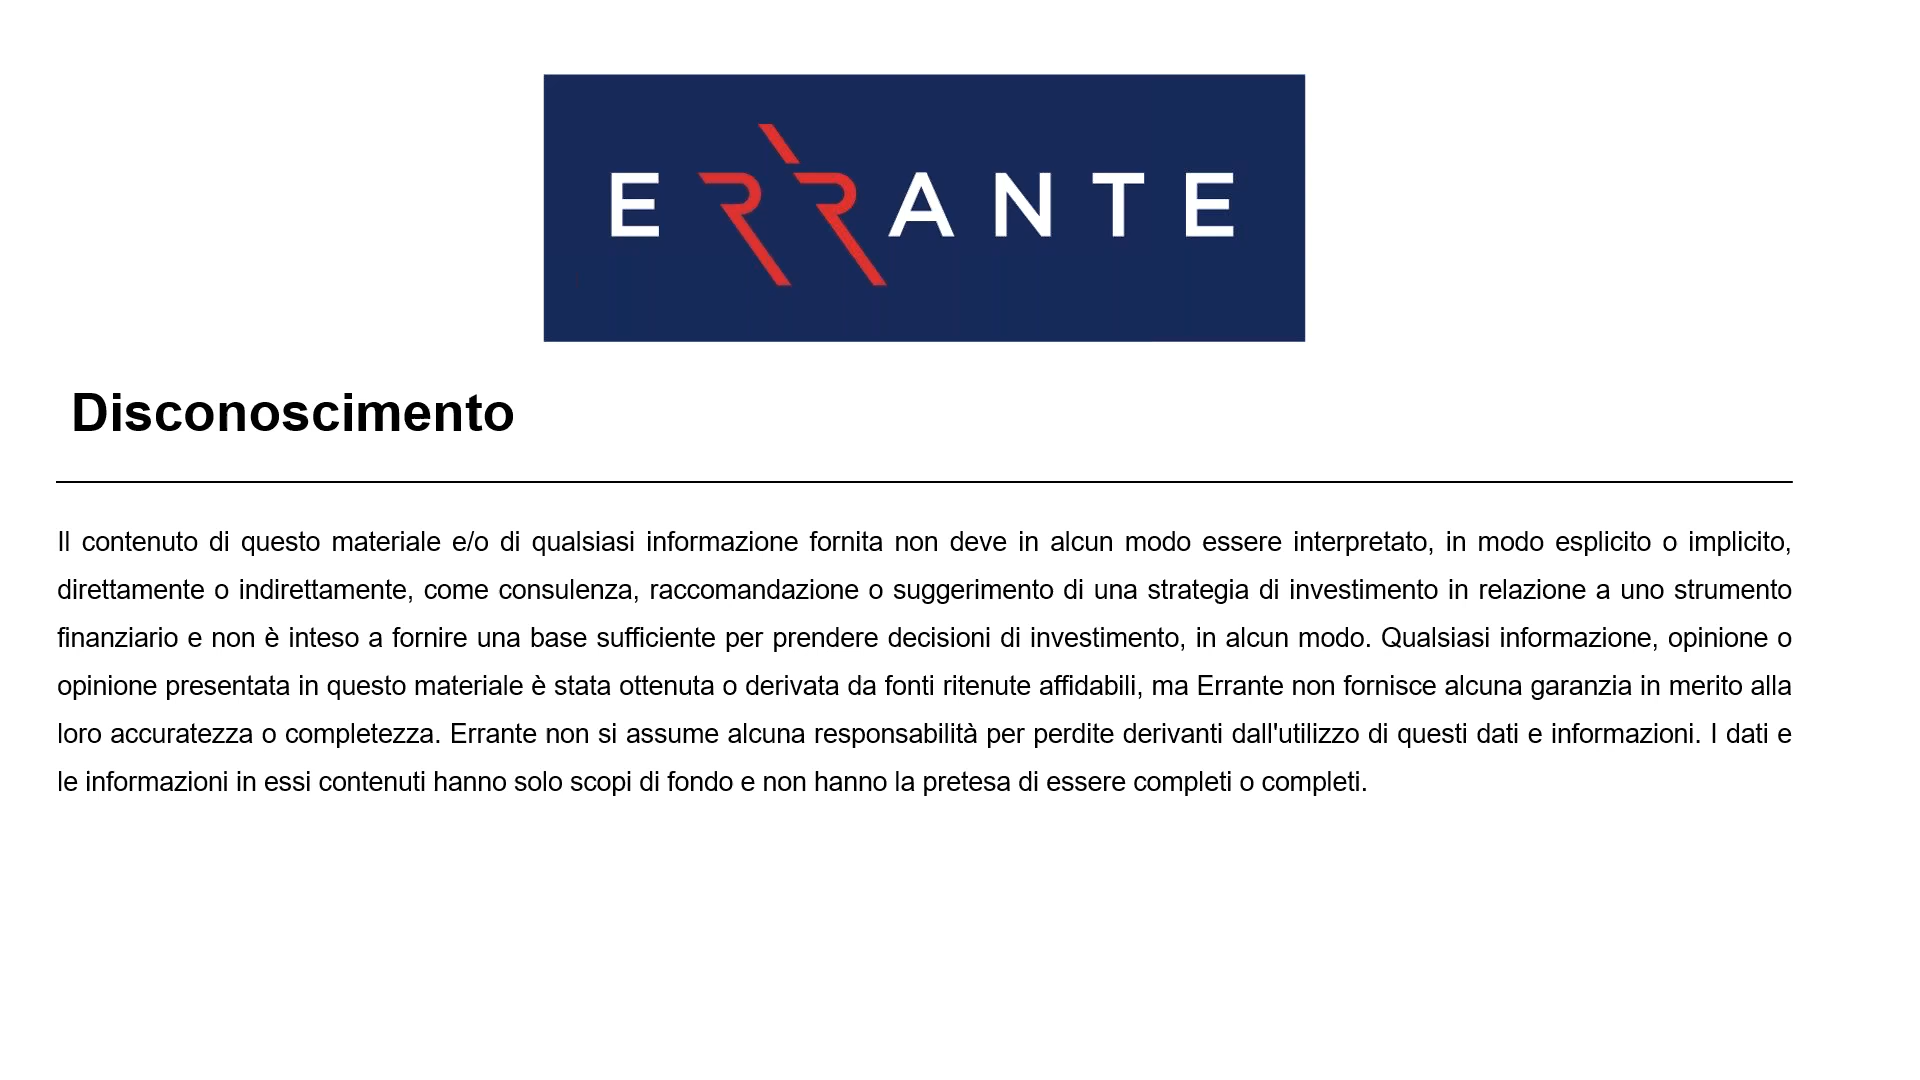 ERRANTE
Disconoscimento
Il contenuto di questo materiale e/o di qualsiasi informazione fornita non deve in alcun modo essere interpretato, in modo esplicito o implicito,
direttamente o indirettamente, come consulenza, raccomandazione o suggerimento di una strategia di investimento in relazione a uno strumento
finanziario e non è inteso a fornire una base sufficiente per prendere decisioni di investimento, in alcun modo. Qualsiasi informazione, opinione o
opinione presentata in questo materiale è stata ottenuta o derivata da fonti ritenute affidabili, ma Errante non fornisce alcuna garanzia in merito alla
loro accuratezza o completezza. Errante non si assume alcuna responsabilità per perdite derivanti dall'utilizzo di questi dati e informazioni. I dati e
le informazioni in essi contenuti hanno solo scopi di fondo e non hanno la pretesa di essere completi o completi.